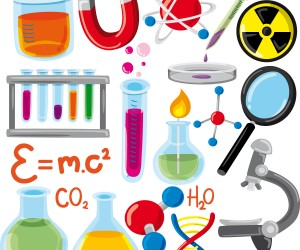 E=m.c²
CO₂
H₂O